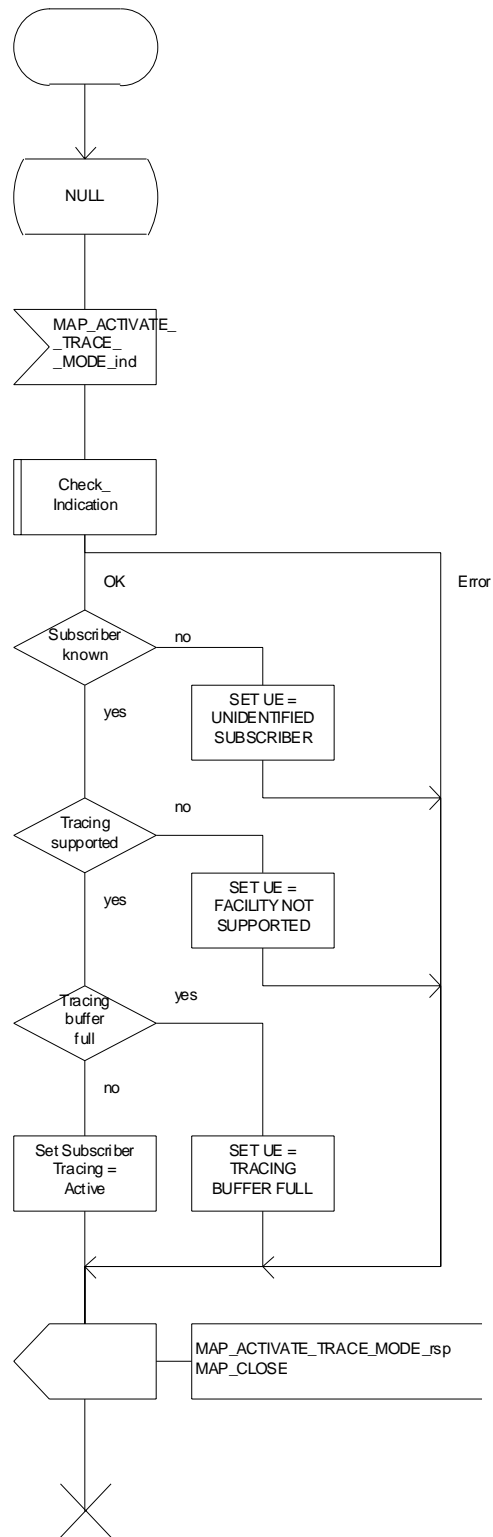 NULL
MAP_ACTIVATE_
_TRACE_
_MODE_ind
Check_
Indication
OK
Error
Subscriber
known
no
yes
SET UE =
UNIDENTIFIED
SUBSCRIBER
Tracing
supported
no
yes
SET UE =
FACILITY NOT
SUPPORTED
Tracing
buffer
full
yes
no
Set Subscriber
Tracing =
Active
SET UE =
TRACING
BUFFER FULL
MAP_ACTIVATE_TRACE_MODE_rsp
MAP_CLOSE